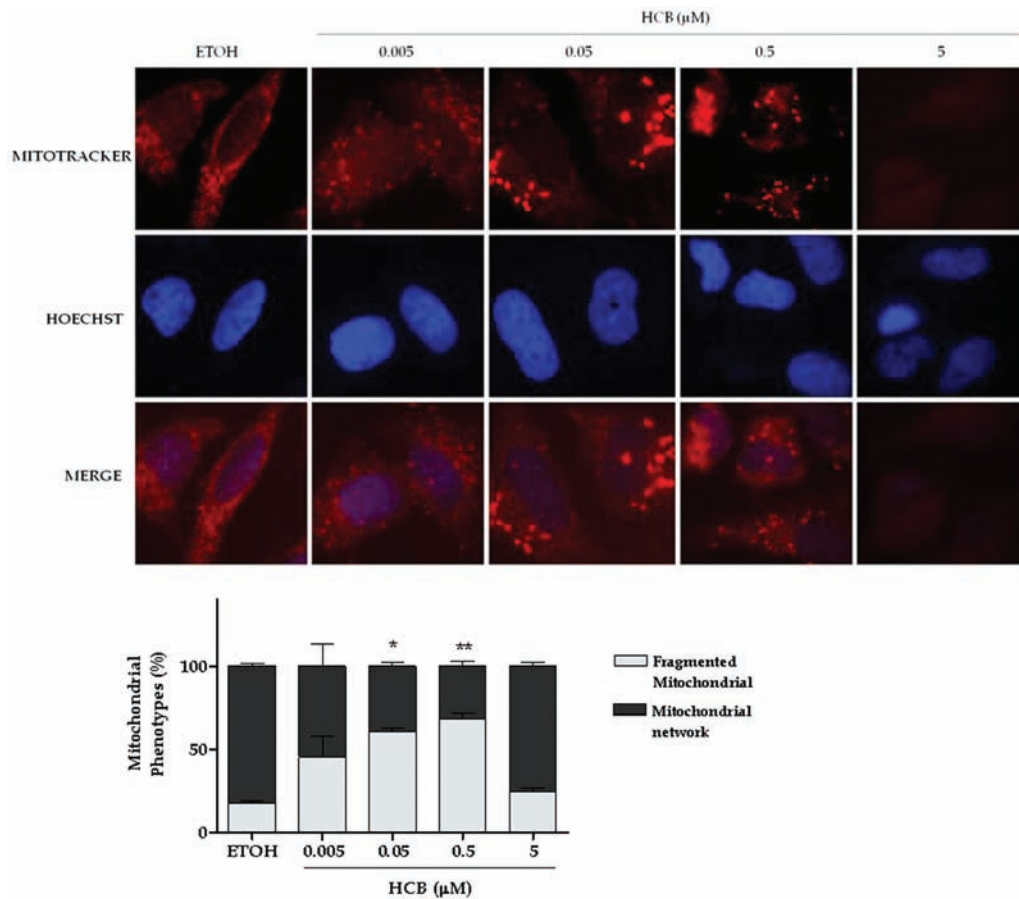 HCB (µM)
ETOH 0.005 0.05 0.5 5
MITOTRACKER
HOECHST
MERGE
Mitochondrial
Phenotypes (%)
100
50
0
* **
ETOH 0.005 0.05 0.5 5
HCB (µM)
Fragmented
Mitochondrial
Mitochondrial
network